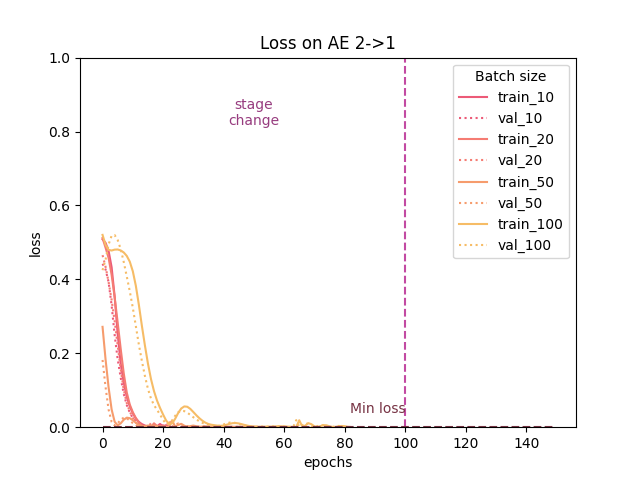 Loss on AE 2->1
1.0
0.8
0.6
0.4
0.2
0.0
loss
stage
change
Min loss
Batch size
train_10
val_10
train_20
val_20
train_50
val_50
train_100
val_100
0
20
40
60
80
100
120
140
epochs